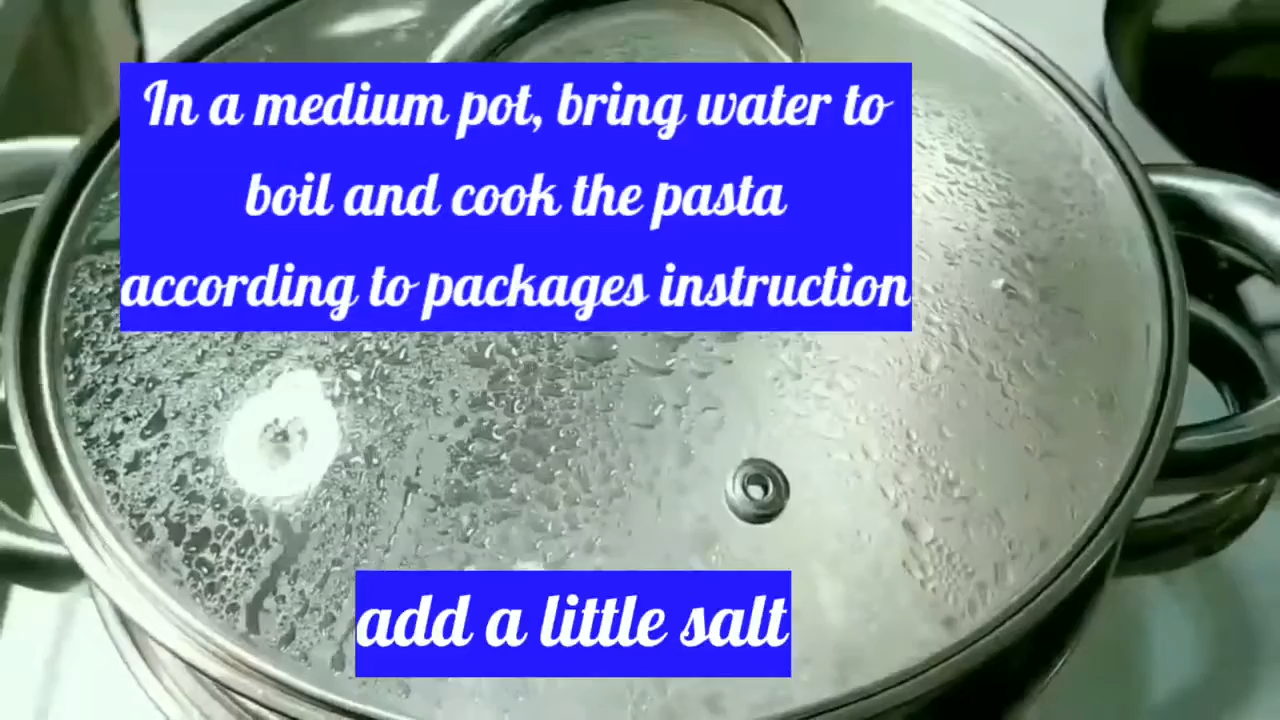 In a medium pot, bring water to
boil and cook the pasta
according to packages instruction
add a little salt